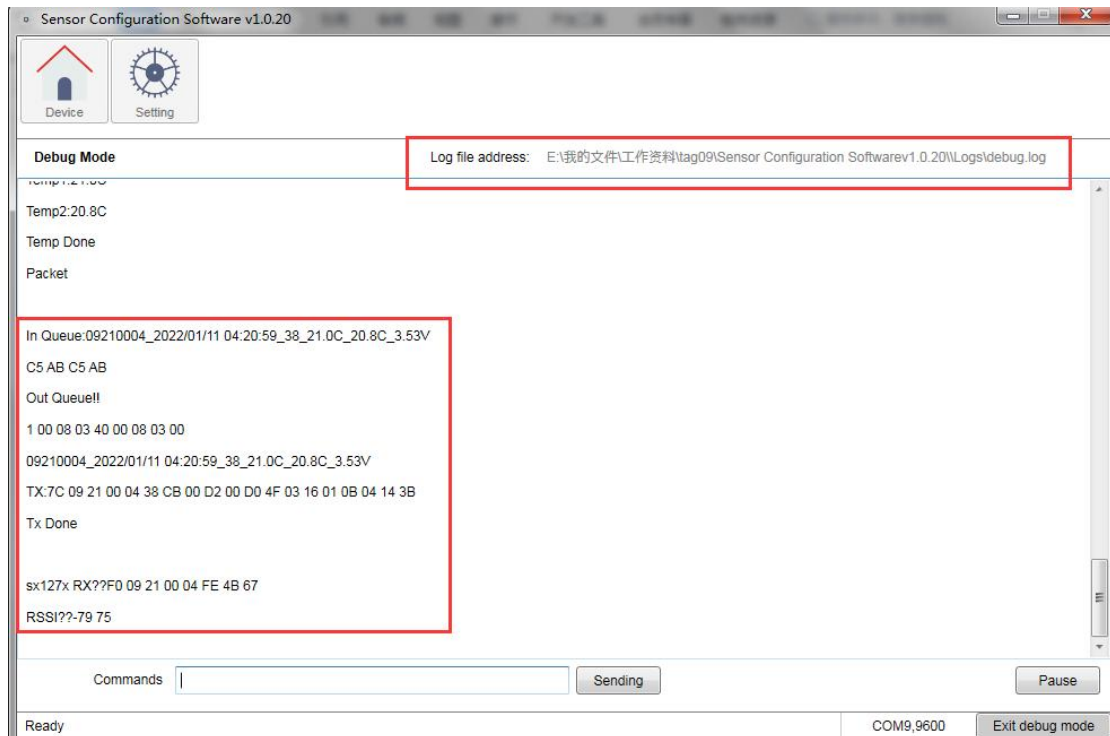 Sensor Configuration Software v1.0.20
Device
Setting
Debug Mode
Log file address: E:\我的文件\工作资料\tag09\Sensor Configuration Softwarev1.0.20\\Logs\debug.log
Temp2:20.8C
Temp Done
Packet
In Queue:09210004_2022/01/11 04:20:59_38_21.0C_20.8C_3.53V
C5 AB C5 AB
Out Queue!!
1 00 08 03 40 00 08 03 00
09210004_2022/01/11 04:20:59_38_21.0C_20.8C_3.53V
TX:7C 09 21 00 04 38 CB 00 D2 00 D0 4F 03 16 01 0B 04 14 3B
Tx Done
sx127x RX??F0 09 21 00 04 FE 4B 67
RSSI??-79 75
Commands
Sending
Pause
Ready
COM9,9600
Exit debug mode